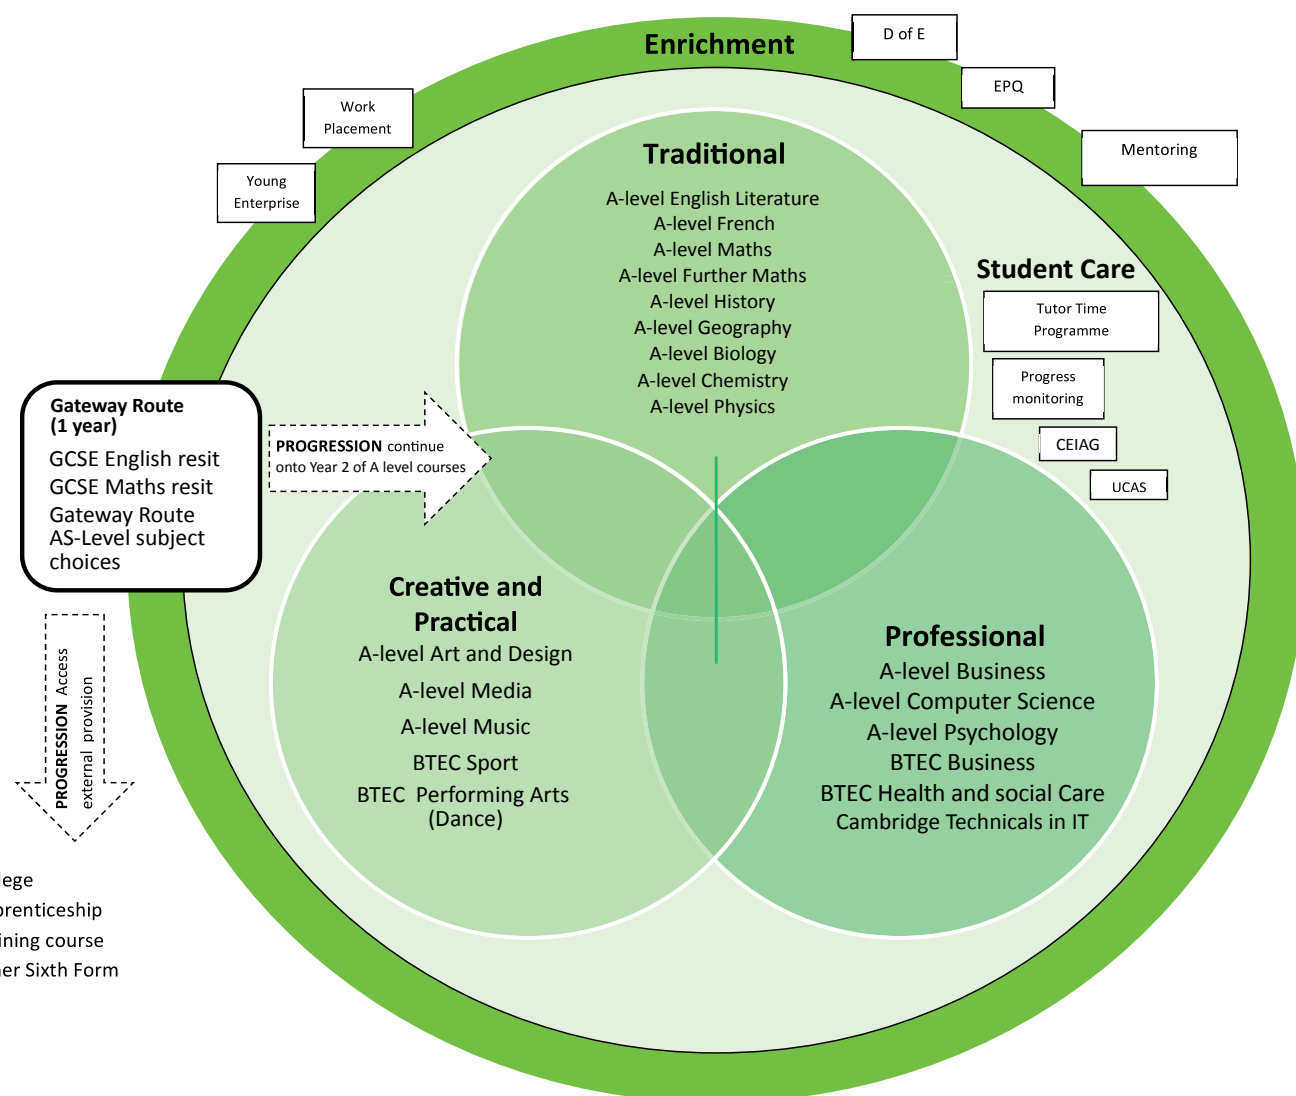 Enrichment
D of E
EPQ
Mentoring
Work
Placement
Young
Enterprise
Traditional
A-level English Literature
A-level French
A-level Maths
A-level Further Maths
A-level History
A-level Geography
A-level Biology
A-level Chemistry
A-level Physics
Student Care
Tutor Time
Programme
Progress
monitoring
CEIAG
UCAS
Gateway Route
(1 year)
GCSE English resit
GCSE Maths resit
Gateway Route
AS-Level subject
choices
PROGRESSION continue
onto Year 2 of A level courses
PROGRESSION Access
external provision
Creative and
Practical
A-level Art and Design
A-level Media
A-level Music
BTEC Sport
BTEC Performing Arts
(Dance)
Professional
A-level Business
A-level Computer Science
A-level Psychology
BTEC Business
BTEC Health and social Care
Cambridge Technicals in IT
course
Sixth Form